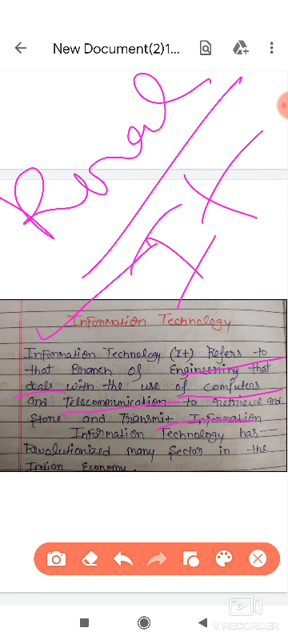 New Document(2)1...
Read
IT
Information Technology
Information Technology (It) Refers to
that Branch of Engineering that
deals with the use of computers
and Telecommunication to Retrieve and
store and Transmit Information
Information Technology has
Revolutionized many Sector in the
Indian Economy.
V RECORDER